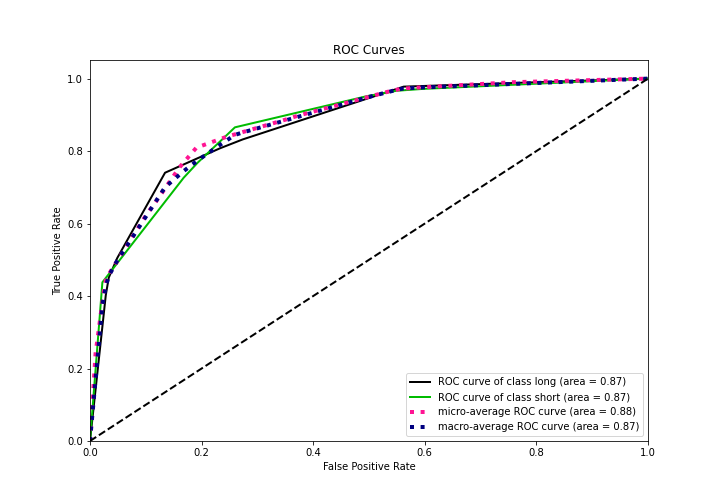 ROC Curves
1.0
0.8
0.6
0.4
0.2
0.0
True Positive Rate
0.0 0.2 0.4 0.6 0.8 1.0
False Positive Rate
ROC curve of class long (area = 0.87)
ROC curve of class short (area = 0.87)
micro-average ROC curve (area = 0.88)
macro-average ROC curve (area = 0.87)